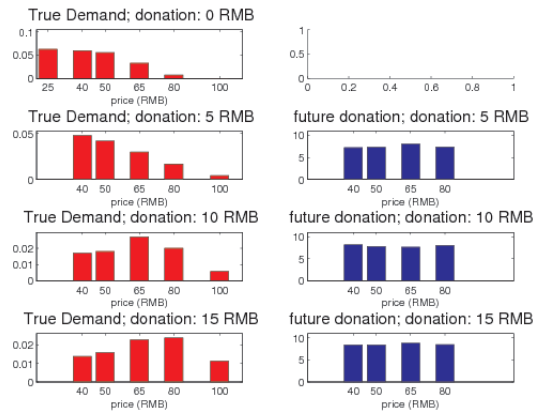 True Demand; donation: 0 RMB
0.1
0.05
0
25 40 50 65 80 100
price (RMB)
1
0.5
0
0 0.2 0.4 0.6 0.8 1
True Demand; donation: 5 RMB
0.05
0
40 50 65 80 100
price (RMB)
future donation; donation: 5 RMB
10
5
0
40 50 65 80
price (RMB)
True Demand; donation: 10 RMB
0.02
0.01
0
40 50 65 80 100
price (RMB)
future donation; donation: 10 RMB
10
5
0
40 50 65 80
price (RMB)
True Demand; donation: 15 RMB
0.02
0.01
0
40 50 65 80 100
price (RMB)
future donation; donation: 15 RMB
10
5
0
40 50 65 80
price (RMB)